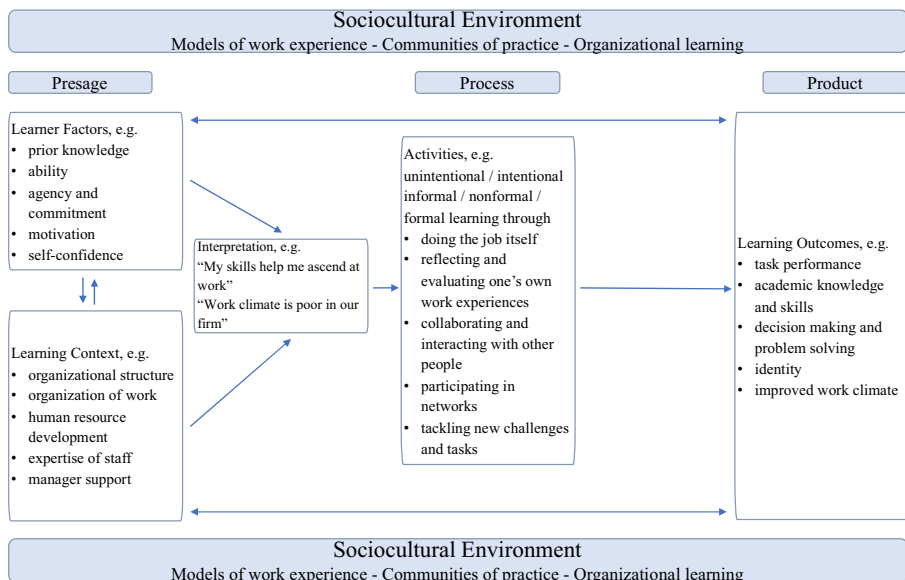 Sociocultural Environment
Models of work experience - Communities of practice - Organizational learning
Presage
Process
Product
Learner Factors, e.g.
• prior knowledge
• ability
• agency and
commitment
• motivation
• self-confidence
Learning Context, e.g.
• organizational structure
• organization of work
• human resource
development
• expertise of staff
• manager support
Interpretation, e.g.
“My skills help me ascend at
work”
“Work climate is poor in our
firm”
Activities, e.g.
unintentional / intentional
informal / nonformal /
formal learning through
• doing the job itself
• reflecting and
evaluating one’s own
work experiences
• collaborating and
interacting with other
people
• participating in
networks
• tackling new challenges
and tasks
Learning Outcomes, e.g.
• task performance
• academic knowledge
and skills
• decision making and
problem solving
• identity
• improved work climate
Sociocultural Environment
Models of work experience - Communities of practice - Organizational learning